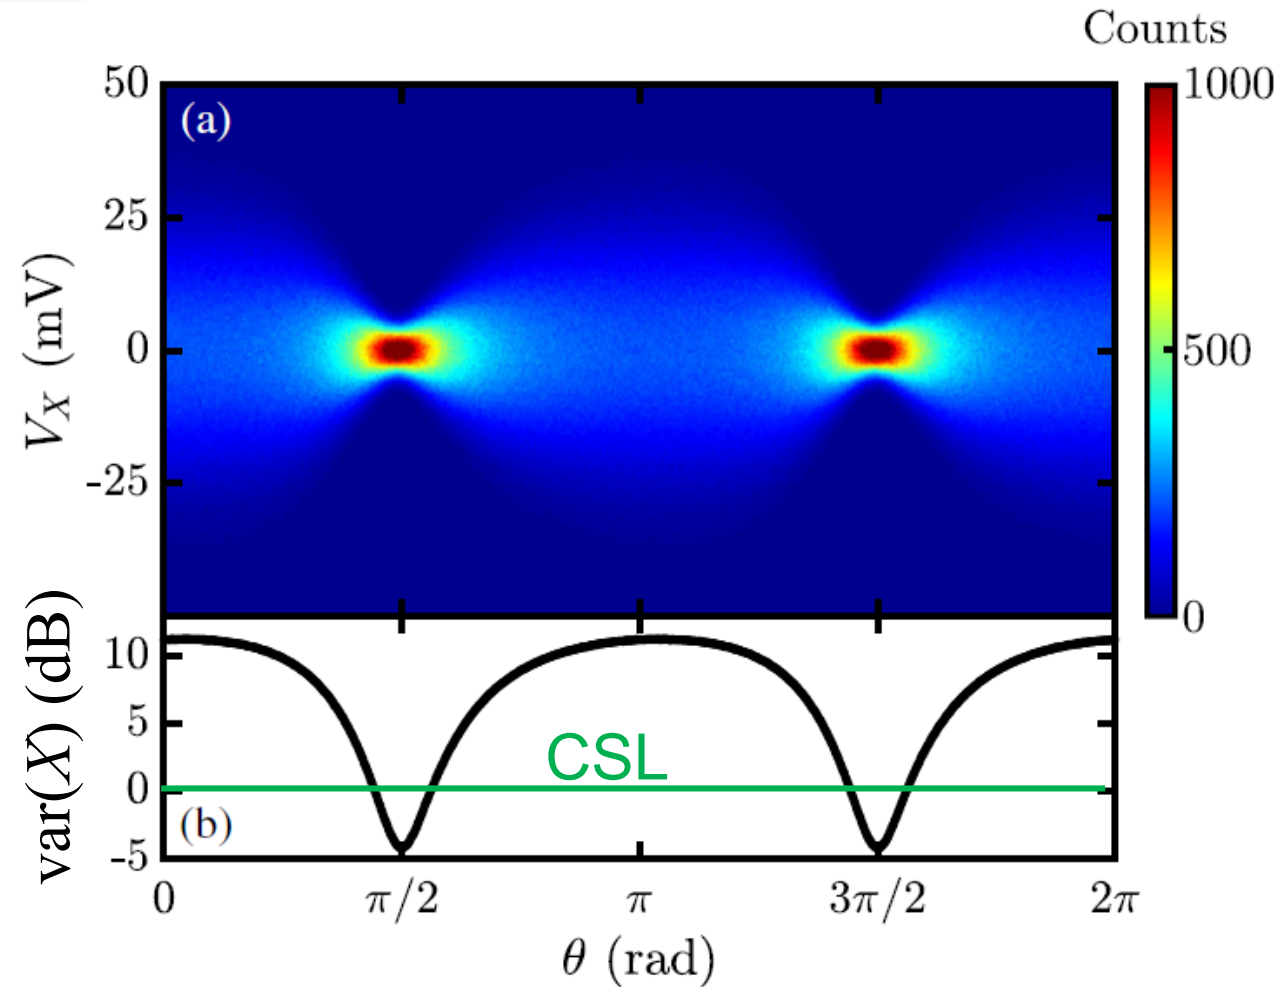 Counts
50
(a)
1000
25
V_X (mV)
0
500
-25
0
var(X) (dB)
10
5
CSL
0
(b)
-5
0
π/2
π
3π/2
2π
θ (rad)